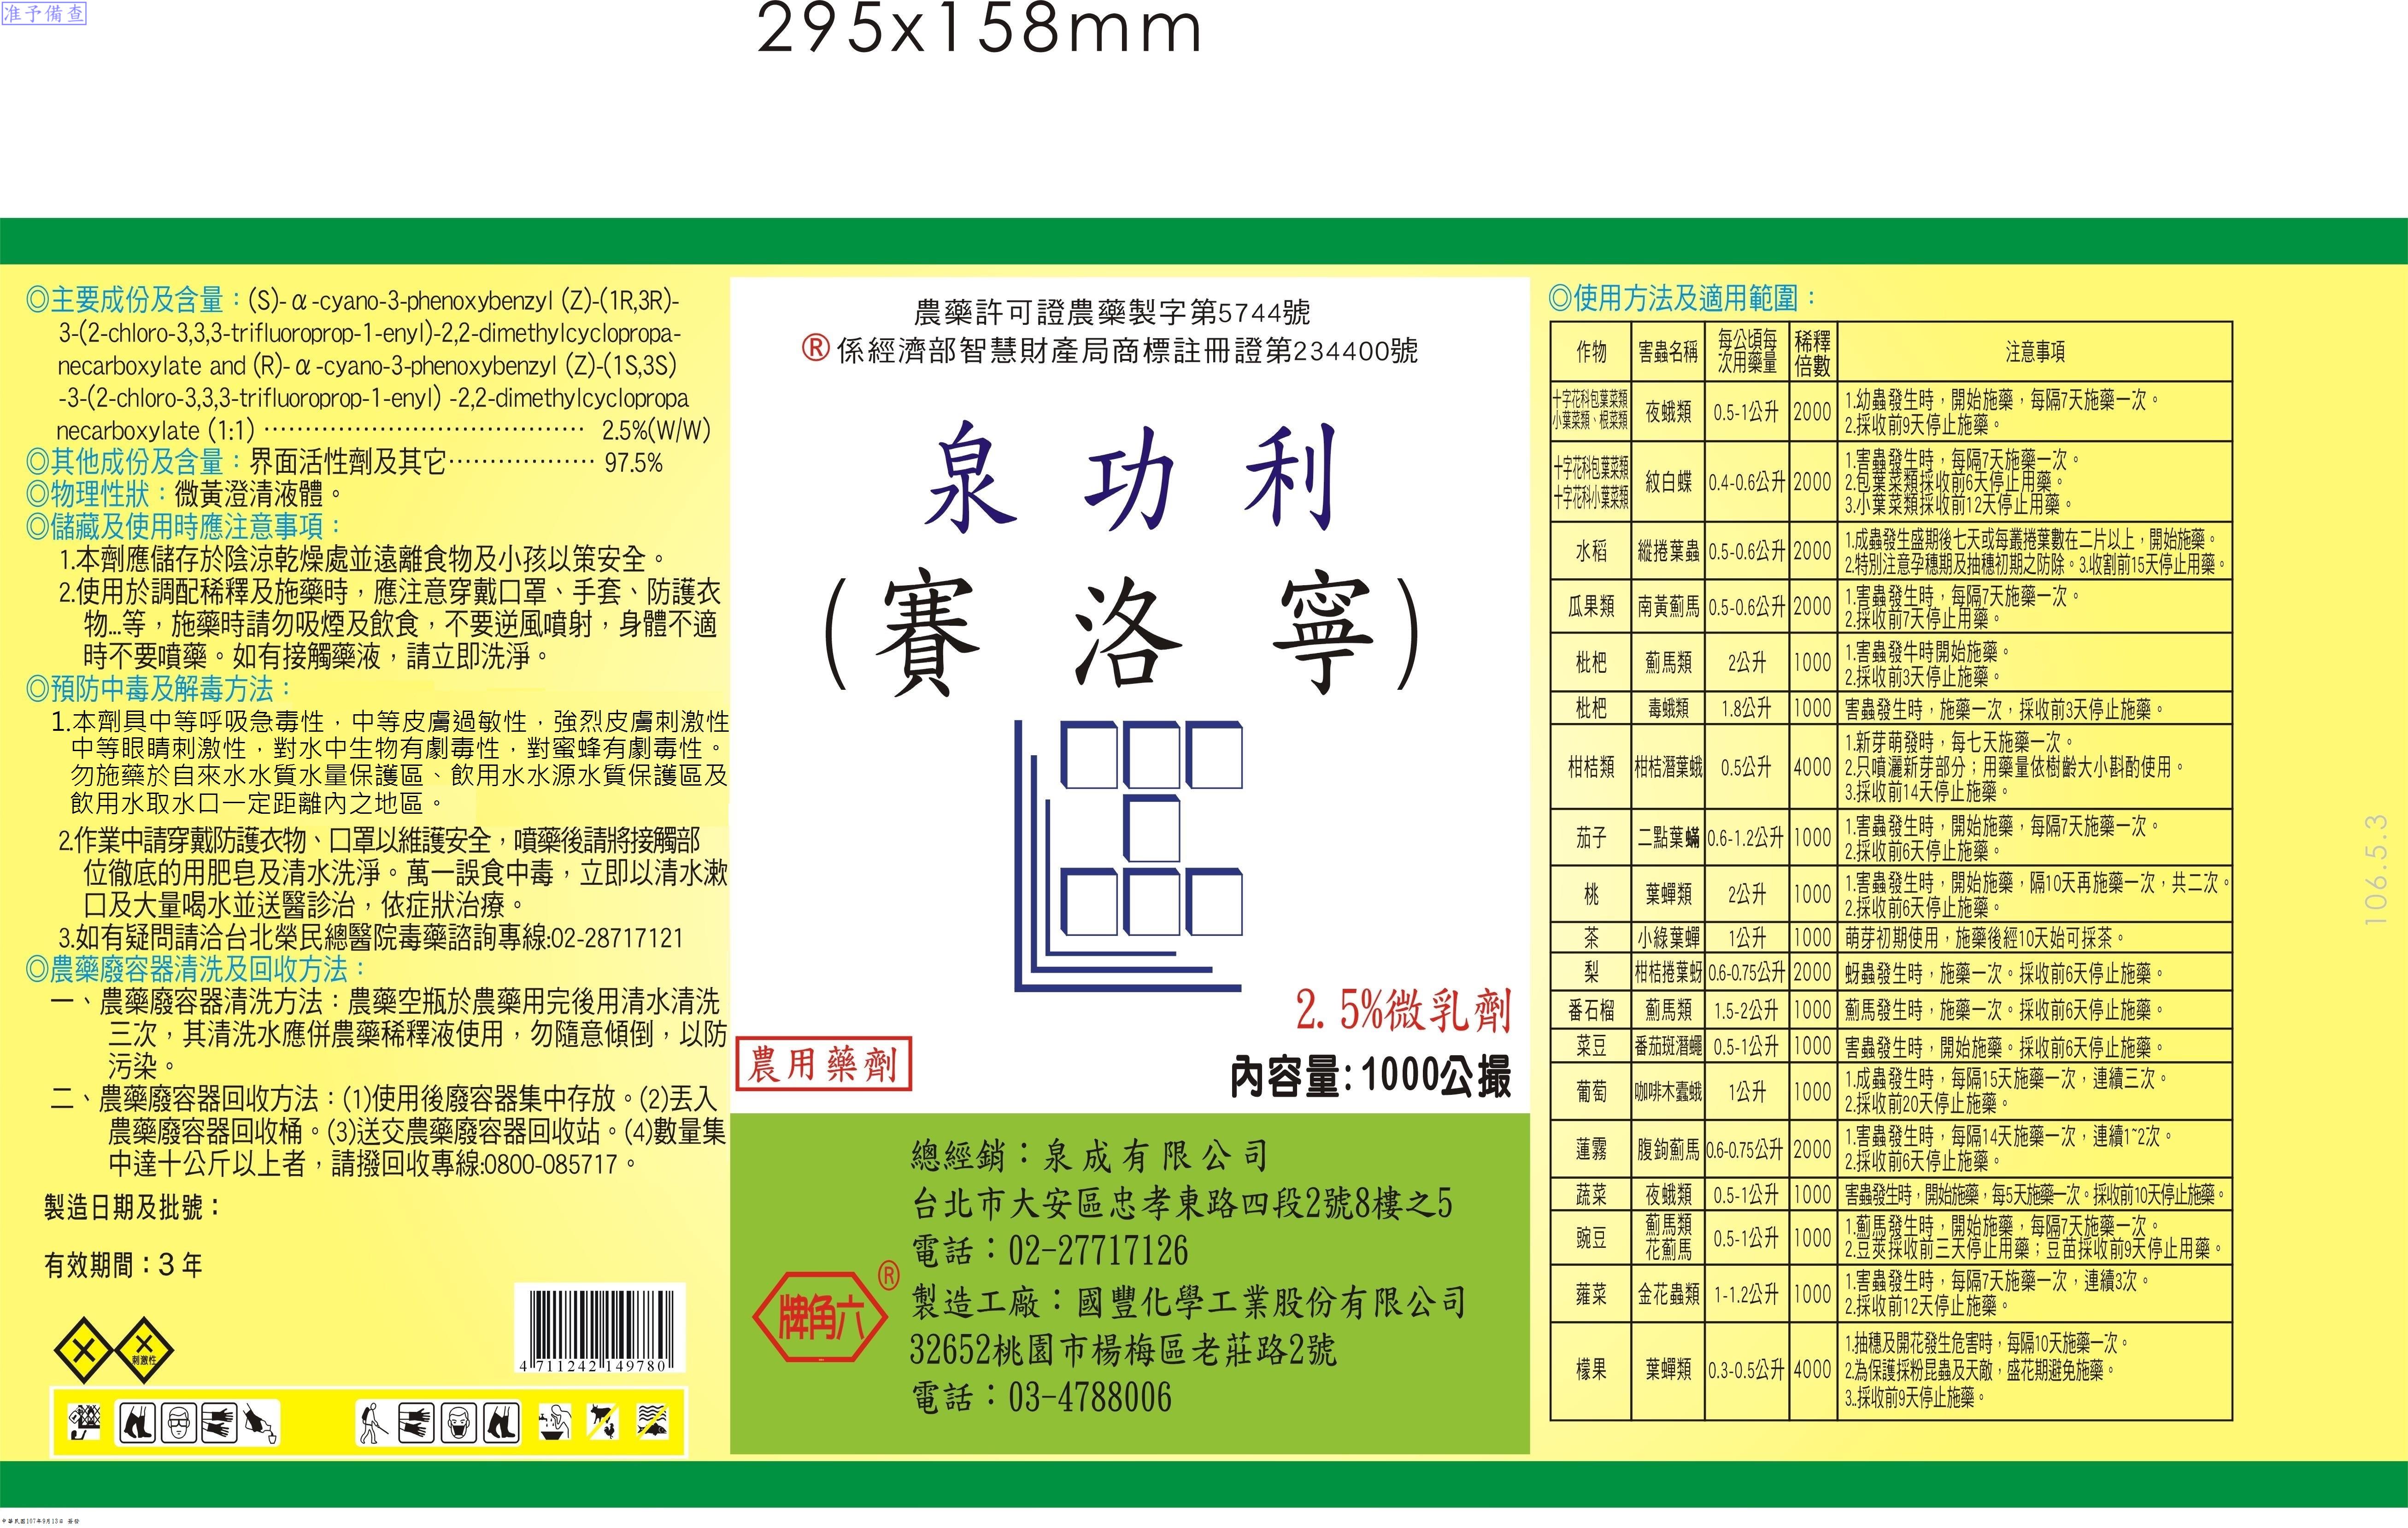 准予備查
295x158mm
◎主要成份及含量：(S)-α-cyano-3-phenoxybenzyl (Z)-(1R,3R)-
3-(2-chloro-3,3,3-trifluoroprop-1-enyl)-2,2-dimethylcyclopropa-
necarboxylate and (R)-α-cyano-3-phenoxybenzyl (Z)-(1S,3S)
-3-(2-chloro-3,3,3-trifluoroprop-1-enyl) -2,2-dimethylcyclopropa
necarboxylate (1:1) ………………………………… 2.5%(W/W)
◎其他成份及含量：界面活性劑及其它……………… 97.5%
◎物理性狀：微黃澄清液體。
◎儲藏及使用時應注意事項：
1.本劑應儲存於陰涼乾燥處並遠離食物及小孩以策安全。
2.使用於調配稀釋及施藥時，應注意穿戴口罩、手套、防護衣
物...等，施藥時請勿吸煙及飲食，不要逆風噴射，身體不適
時不要噴藥。如有接觸藥液，請立即洗淨。
◎預防中毒及解毒方法：
1.本劑具中等呼吸急毒性，中等皮膚過敏性，強烈皮膚刺激性
中等眼睛刺激性，對水中生物有劇毒性，對蜜蜂有劇毒性。
勿施藥於自來水水質水量保護區、飲用水水源水質保護區及
飲用水取水口一定距離內之地區。
2.作業中請穿戴防護衣物、口罩以維護安全，噴藥後請將接觸部
位徹底的用肥皂及清水洗淨。萬一誤食中毒，立即以清水漱
口及大量喝水並送醫診治，依症狀治療。
3.如有疑問請洽台北榮民總醫院毒藥諮詢專線:02-28717121
◎農藥廢容器清洗及回收方法：
一、農藥廢容器清洗方法：農藥空瓶於農藥用完後用清水清洗
三次，其清洗水應併農藥稀釋液使用，勿隨意傾倒，以防
污染。
二、農藥廢容器回收方法：(1)使用後廢容器集中存放。(2)丟入
農藥廢容器回收桶。(3)送交農藥廢容器回收站。(4)數量集
中達十公斤以上者，請撥回收專線:0800-085717。
製造日期及批號：
有效期間：3 年
刺激性
4 711242 149780
農藥許可證農藥製字第5744號
®係經濟部智慧財產局商標註冊證第234400號
泉 功 利
(賽 洛 寧)
2. 5%微乳劑
農用藥劑
內容量:1000公撮
總經銷：泉成有限公司
台北市大安區忠孝東路四段2號8樓之5
電話：02-27717126
製造工廠：國豐化學工業股份有限公司
32652桃園市楊梅區老莊路2號
電話：03-4788006
牌角六 ®
◎使用方法及適用範圍：
作物 害蟲名稱 每公頃每次用藥量 稀釋倍數 注意事項
十字花科包葉菜類小葉菜類、根菜類 夜蛾類 0.5-1公升 2000 1.幼蟲發生時，開始施藥，每隔7天施藥一次。
2.採收前9天停止施藥。
十字花科包葉菜類十字花科小葉菜類 紋白蝶 0.4-0.6公升 2000 1.害蟲發生時，每隔7天施藥一次。
2.包葉菜類採收前6天停止用藥。
3.小葉菜類採收前12天停止用藥。
水稻 縱捲葉蟲 0.5-0.6公升 2000 1.成蟲發生盛期後七天或每叢捲葉數在二片以上，開始施藥。
2.特別注意孕穗期及抽穗初期之防除。3.收割前15天停止用藥。
瓜果類 南黃薊馬 0.5-0.6公升 2000 1.害蟲發生時，每隔7天施藥一次。
2.採收前7天停止用藥。
枇杷 薊馬類 2公升 1000 1.害蟲發牛時開始施藥。
2.採收前3天停止施藥。
枇杷 毒蛾類 1.8公升 1000 害蟲發生時，施藥一次，採收前3天停止施藥。
柑桔類 柑桔潛葉蛾 0.5公升 4000 1.新芽萌發時，每七天施藥一次。
2.只噴灑新芽部分；用藥量依樹齡大小斟酌使用。
3.採收前14天停止施藥。
茄子 二點葉蟎 0.6-1.2公升 1000 1.害蟲發生時，開始施藥，每隔7天施藥一次。
2.採收前6天停止施藥。
桃 葉蟬類 2公升 1000 1.害蟲發生時，開始施藥，隔10天再施藥一次，共二次。
2.採收前6天停止施藥。
茶 小綠葉蟬 1公升 1000 萌芽初期使用，施藥後經10天始可採茶。
梨 柑桔捲葉蚜 0.6-0.75公升 2000 蚜蟲發生時，施藥一次。採收前6天停止施藥。
番石榴 薊馬類 1.5-2公升 1000 薊馬發生時，施藥一次。採收前6天停止施藥。
菜豆 番茄斑潛蠅 0.5-1公升 1000 害蟲發生時，開始施藥。採收前6天停止施藥。
葡萄 咖啡木蠹蛾 1公升 1000 1.成蟲發生時，每隔15天施藥一次，連續三次。
2.採收前20天停止施藥。
蓮霧 腹鉤薊馬 0.6-0.75公升 2000 1.害蟲發生時，每隔14天施藥一次，連續1~2次。
2.採收前6天停止施藥。
蔬菜 夜蛾類 0.5-1公升 1000 害蟲發生時，開始施藥，每5天施藥一次。採收前10天停止施藥。
豌豆 薊馬類花薊馬 0.5-1公升 1000 1.薊馬發生時，開始施藥，每隔7天施藥一次。
2.豆莢採收前三天停止用藥；豆苗採收前9天停止用藥。
蕹菜 金花蟲類 1-1.2公升 1000 1.害蟲發生時，每隔7天施藥一次，連續3次。
2.採收前12天停止施藥。
檬果 葉蟬類 0.3-0.5公升 4000 1.抽穗及開花發生危害時，每隔10天施藥一次。
2.為保護採粉昆蟲及天敵，盛花期避免施藥。
3..採收前9天停止施藥。
106.5.3
中華民國107年9月13日 簽發